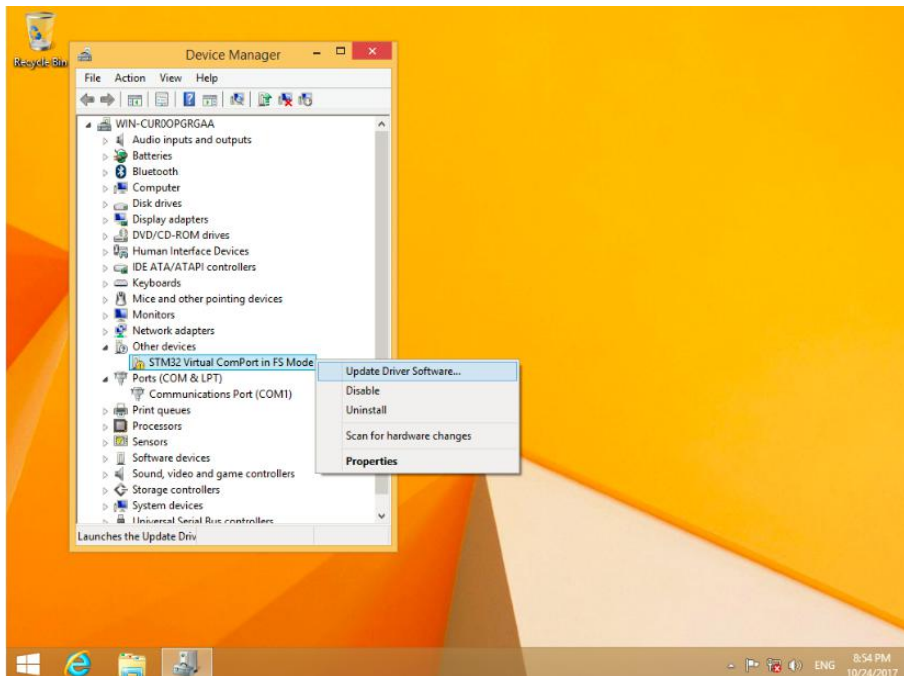 Recycle Bin
Device Manager
File Action View Help
WIN-CUR0OPGRGAA
Audio inputs and outputs
Batteries
Bluetooth
Computer
Disk drives
Display adapters
DVD/CD-ROM drives
Human Interface Devices
IDE ATA/ATAPI controllers
Keyboards
Mice and other pointing devices
Monitors
Network adapters
Other devices
STM32 Virtual ComPort in FS Mode
Update Driver Software...
Disable
Uninstall
Scan for hardware changes
Properties
Ports (COM & LPT)
Communications Port (COM1)
Print queues
Processors
Sensors
Software devices
Sound, video and game controllers
Storage controllers
System devices
Universal Serial Bus controllers
Launches the Update Driv
ENG
8:54 PM
10/24/2017